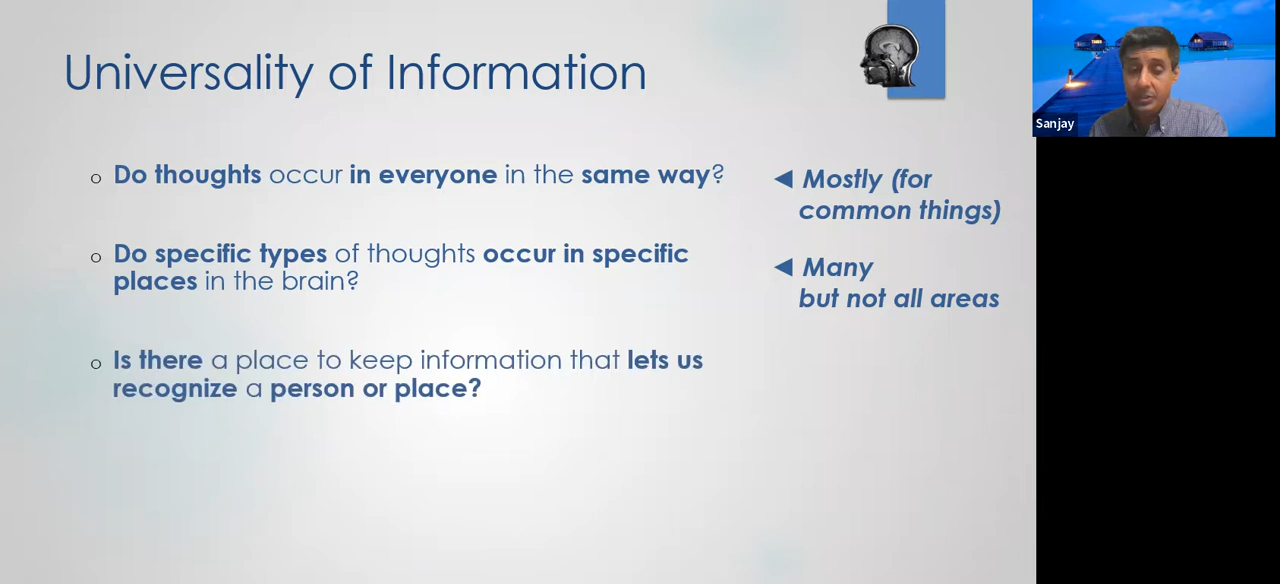 Universality of Information
Sanjay
o Do thoughts occur in everyone in the same way?
◄ Mostly (for
common things)
o Do specific types of thoughts occur in specific
places in the brain?
◄ Many
but not all areas
o Is there a place to keep information that lets us
recognize a person or place?